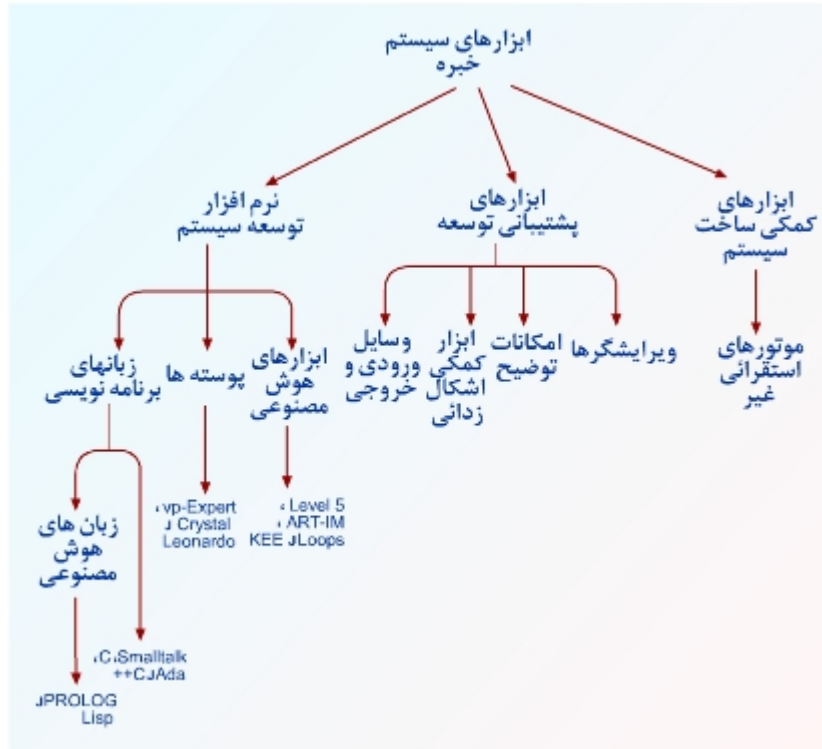 ابزارهای سیستم
خبره
ابزارهای
کمکی ساخت
سیستم
ابزارهای
پشتیبانی توسعه
نرم افزار
توسعه سیستم
موتورهای
استقرائی
غیر
ویرایشگرها
امکانات
توضیح
ابزار
کمکی
اشکال
زدائی
وسایل
ورودی و
خروجی
ابزارهای
هوش
مصنوعی
پوسته ها
زبانهای
برنامه نویسی
، Level 5
، ART-IM
KEE و Loops
، vp-Expert
و Crystal
Leonardo
زبان های
هوش
مصنوعی
،C ،Smalltalk
++C و Ada
و PROLOG
Lisp